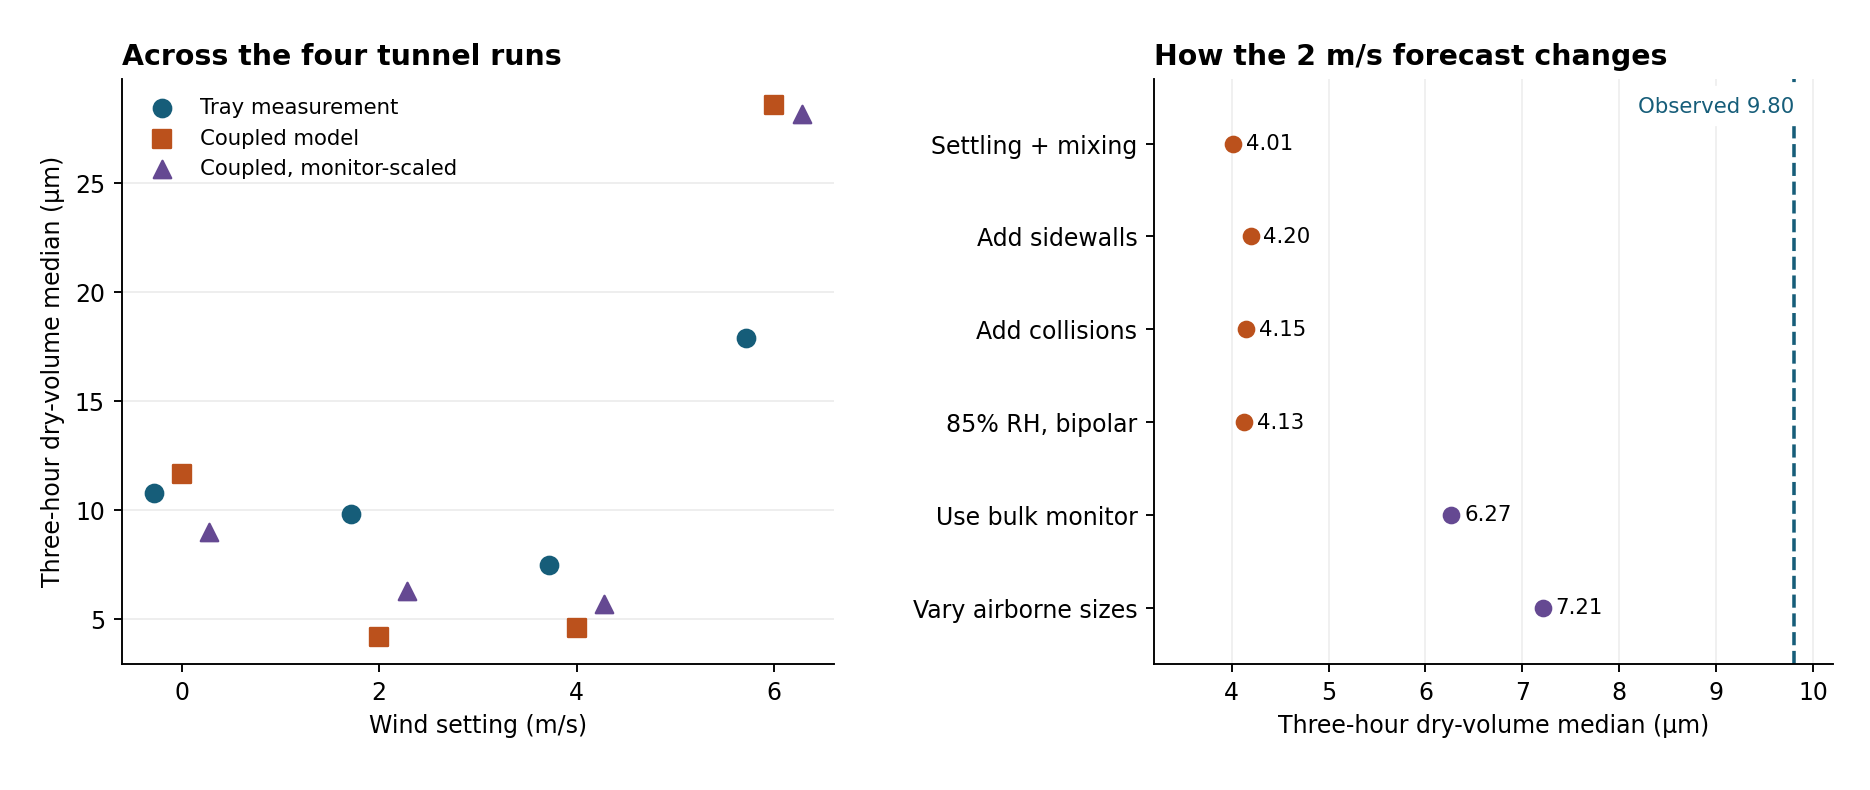 Across the four tunnel runs
Tray measurement
Coupled model
Coupled, monitor-scaled
Three-hour dry-volume median (µm)
25
20
15
10
5
0
2
4
6
Wind setting (m/s)
How the 2 m/s forecast changes
Observed 9.80
Settling + mixing
4.01
Add sidewalls
4.20
Add collisions
4.15
85% RH, bipolar
4.13
Use bulk monitor
6.27
Vary airborne sizes
7.21
4
5
6
7
8
9
10
Three-hour dry-volume median (µm)